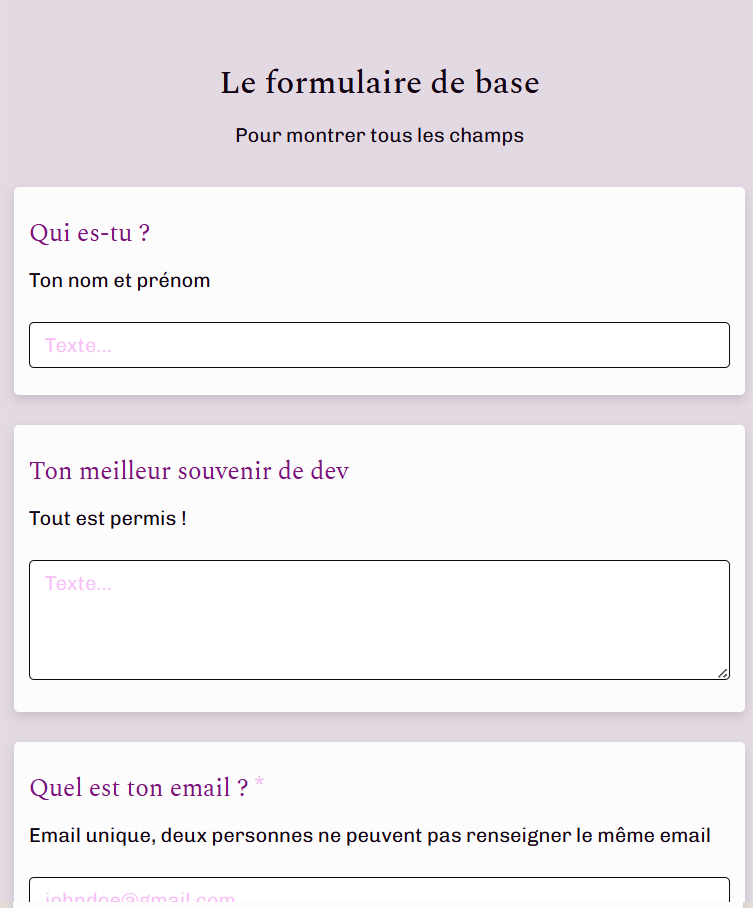 Le formulaire de base
Pour montrer tous les champs
Qui es-tu ?
Ton nom et prénom
Texte...
Ton meilleur souvenir de dev
Tout est permis !
Texte...
Quel est ton email ? *
Email unique, deux personnes ne peuvent pas renseigner le même email
johndoe@gmail.com